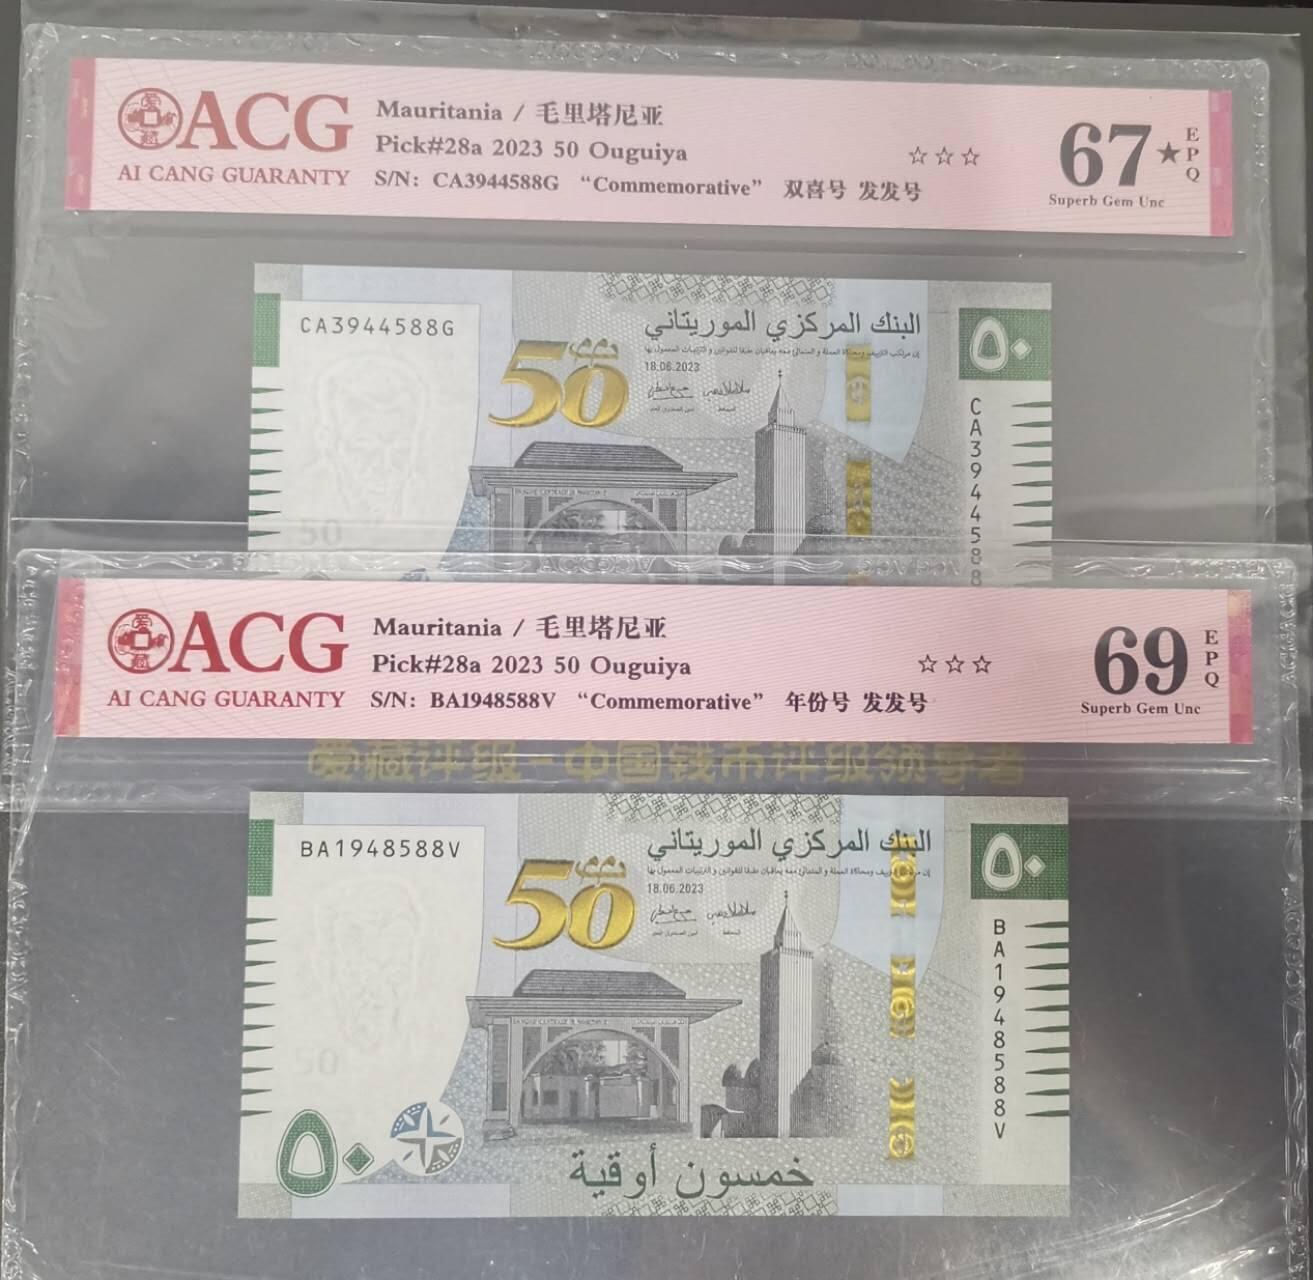 ACG
AI CANG GUARANTY
Mauritania / 毛里塔尼亚
Pick#28a 2023 50 Ouguiya
S/N: CA3944588G “Commemorative” 双喜号 发发号
☆☆☆
67★
EPQ
Superb Gem Unc
CA3944588G
50
البنك المركزي الموريتاني
18.06.2023
٥٠
CA3944588
50
ACG
AI CANG GUARANTY
Mauritania / 毛里塔尼亚
Pick#28a 2023 50 Ouguiya
S/N: BA1948588V “Commemorative” 年份号 发发号
☆☆☆
69
EPQ
Superb Gem Unc
爱藏评级-中国钱币评级领导者
BA1948588V
50
البنك المركزي الموريتاني
18.06.2023
٥٠
BA1948588V
50
٥٠
خمسون أوقية